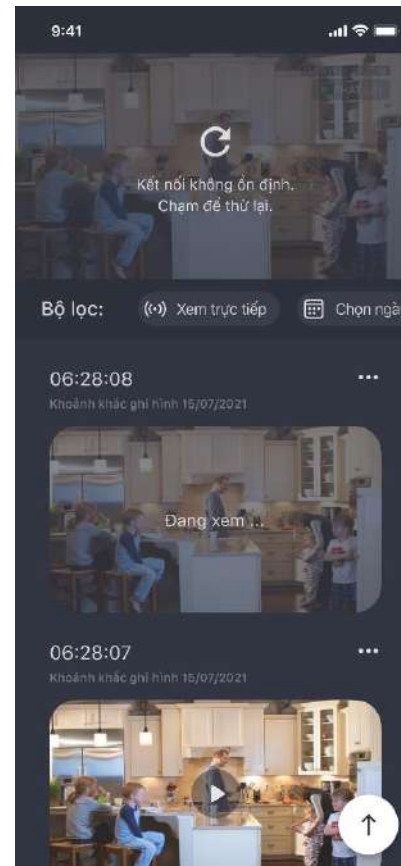 9:41
Kết nối không ổn định.
Chạm để thử lại.
Bộ lọc:
Xem trực tiếp
Chọn ngà
06:28:08
Khoảnh khắc ghi hình 15/07/2021
Đang xem ...
06:28:07
Khoảnh khắc ghi hình 15/07/2021